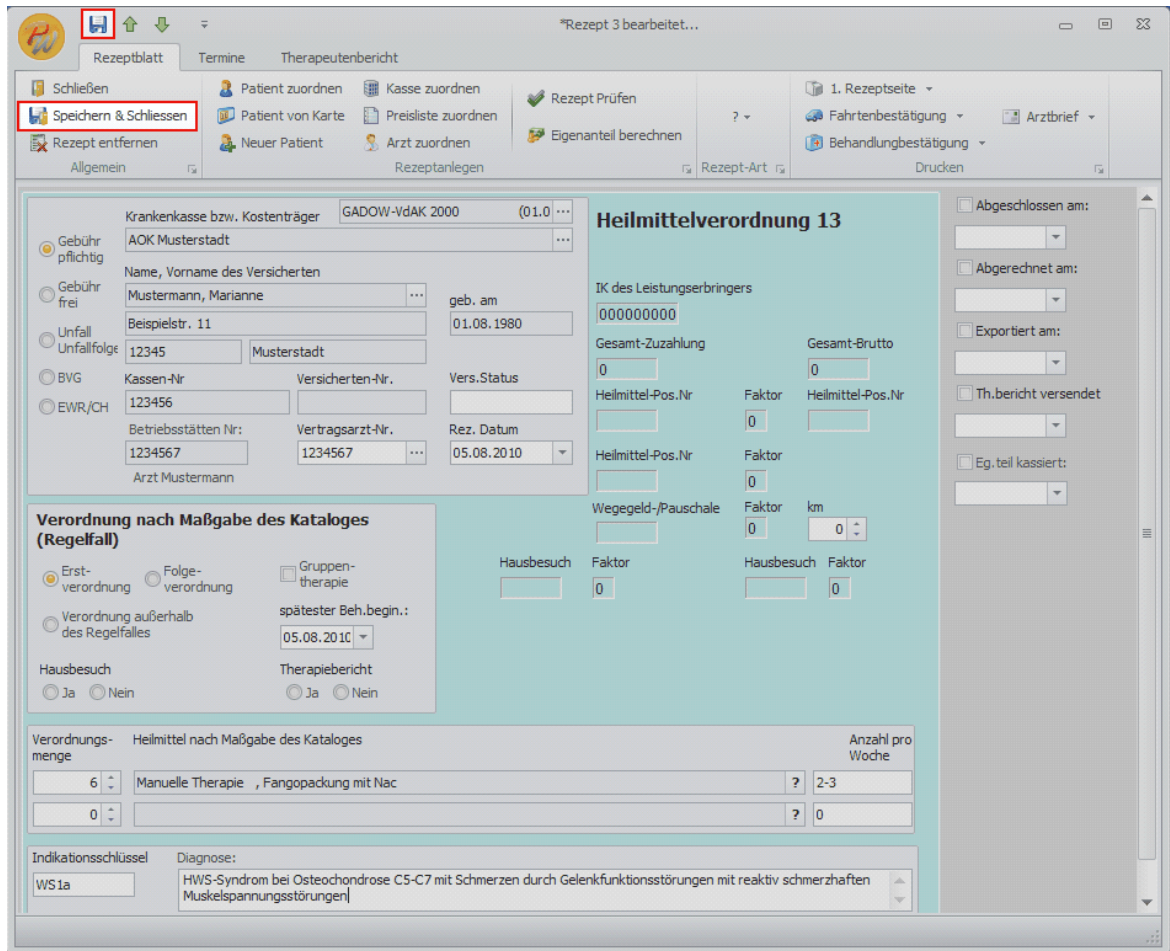 *Rezept 3 bearbeitet...
Rezeptblatt Termine Therapeutenbericht
Schließen Patient zuordnen Kasse zuordnen Rezept Prüfen 1. Rezeptseite
Speichern & Schliessen Patient von Karte Preisliste zuordnen ? Fahrtenbestätigung Arztbrief
Rezept entfernen Neuer Patient Arzt zuordnen Eigenanteil berechnen Behandlungbestätigung
Allgemein Rezeptanlegen Rezept-Art Drucken
Krankenkasse bzw. Kostenträger GADOW-VdAK 2000 (01.0 ...
AOK Musterstadt ...
Gebühr pflichtig
Name, Vorname des Versicherten
Gebühr frei
Mustermann, Marianne ... geb. am
Beispielstr. 11 01.08.1980
Unfall
Unfallfolge
12345 Musterstadt
BVG
Kassen-Nr Versicherten-Nr. Vers.Status
EWR/CH
123456
Betriebsstätten Nr: Vertragsarzt-Nr. Rez. Datum
1234567 1234567 ... 05.08.2010
Arzt Mustermann
Heilmittelverordnung 13
IK des Leistungserbringers
000000000
Gesamt-Zuzahlung Gesamt-Brutto
0 0
Heilmittel-Pos.Nr Faktor Heilmittel-Pos.Nr
0
Heilmittel-Pos.Nr Faktor
0
Wegegeld-/Pauschale Faktor km
0 0
Hausbesuch Faktor Hausbesuch Faktor
0 0
Abgeschlossen am:
Abgerechnet am:
Exportiert am:
Th.bericht versendet
Eg.teil kassiert:
Verordnung nach Maßgabe des Kataloges
(Regelfall)
Erst-
verordnung
Folge-
verordnung
Gruppen-
therapie
Verordnung außerhalb
des Regelfalles
spätester Beh.begin.:
05.08.201
Hausbesuch Therapiebericht
Ja Nein Ja Nein
Verordnungs-
menge
Heilmittel nach Maßgabe des Kataloges
Anzahl pro
Woche
6 Manuelle Therapie , Fangopackung mit Nac ? 2-3
0 ? 0
Indikationsschlüssel Diagnose:
WS1a
HWS-Syndrom bei Osteochondrose C5-C7 mit Schmerzen durch Gelenkfunktionsstörungen mit reaktiv schmerzhaften
Muskelspannungsstörungen